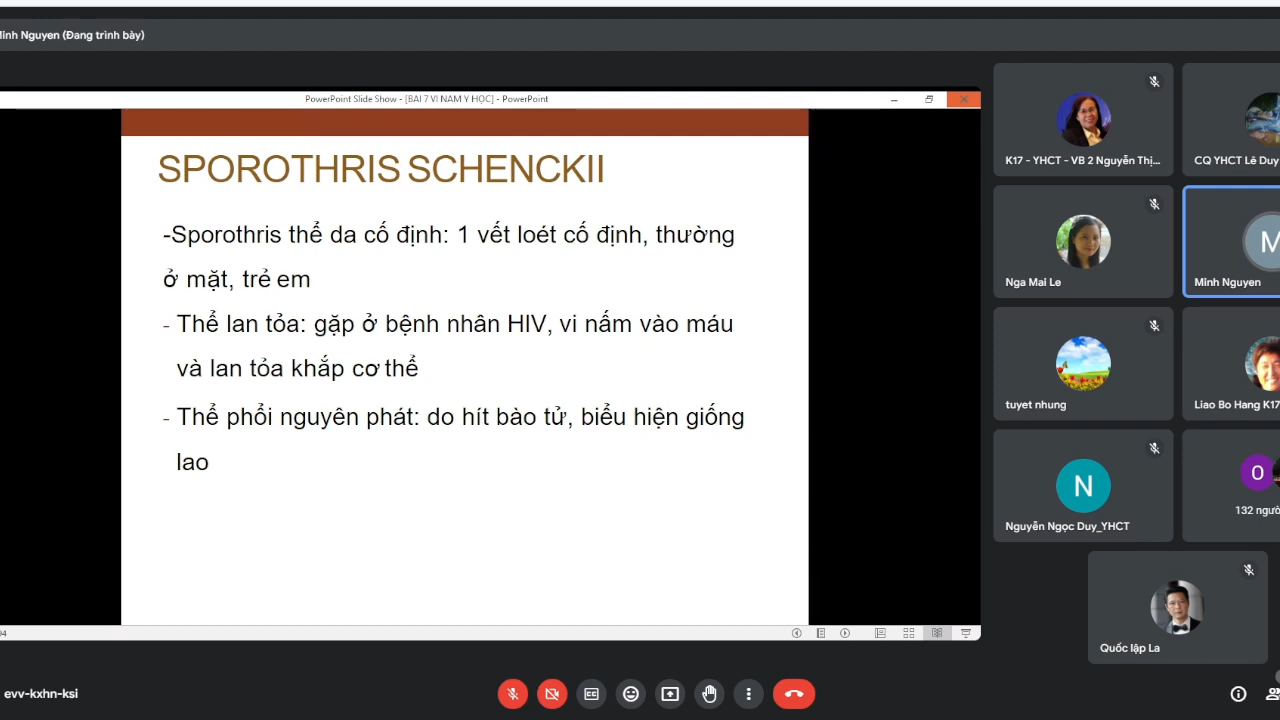 Minh Nguyen (Đang trình bày)
PowerPoint Slide Show - [BAI 7 VI NAM Y HỌC] - PowerPoint
SPOROTHRIS SCHENCKII
-Sporothris thể da cố định: 1 vết loét cố định, thường
ở mặt, trẻ em
- Thể lan tỏa: gặp ở bệnh nhân HIV, vi nấm vào máu
và lan tỏa khắp cơ thể
- Thể phổi nguyên phát: do hít bào tử, biểu hiện giống
lao
K17 - YHCT - VB 2 Nguyễn Thị...
CQ YHCT Lê Duy
Nga Mai Le
M
Minh Nguyen
tuyet nhung
Liao Bo Hang K17
N
Nguyễn Ngọc Duy_YHCT
O
132 ngườ
Quốc lập La
evv-kxhn-ksi